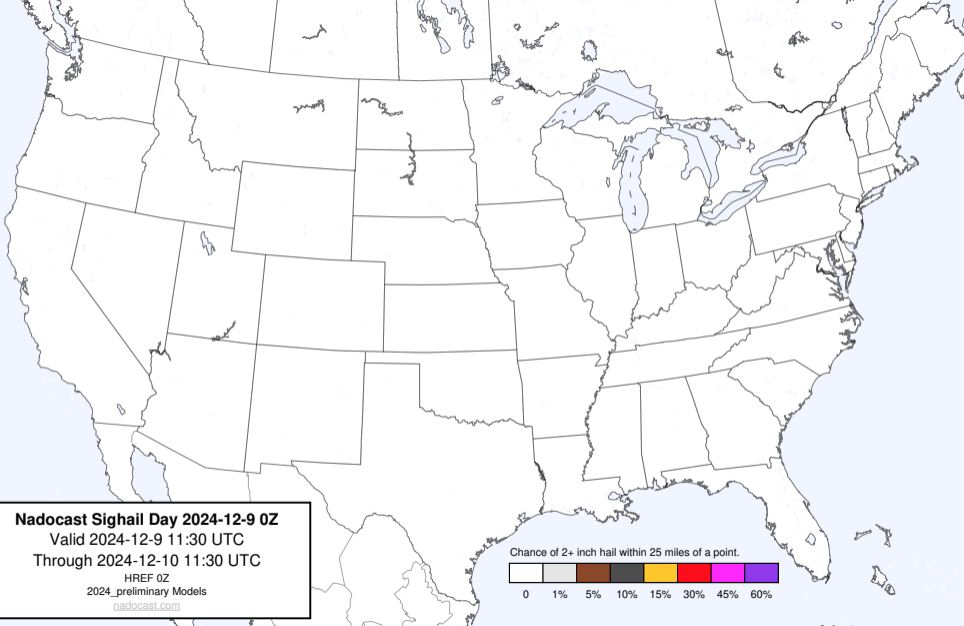 Nadocast Sighail Day 2024-12-9 0Z
Valid 2024-12-9 11:30 UTC
Through 2024-12-10 11:30 UTC
HREF 0Z
2024_preliminary Models
nadocast.com
Chance of 2+ inch hail within 25 miles of a point.
0 1% 5% 10% 15% 30% 45% 60%